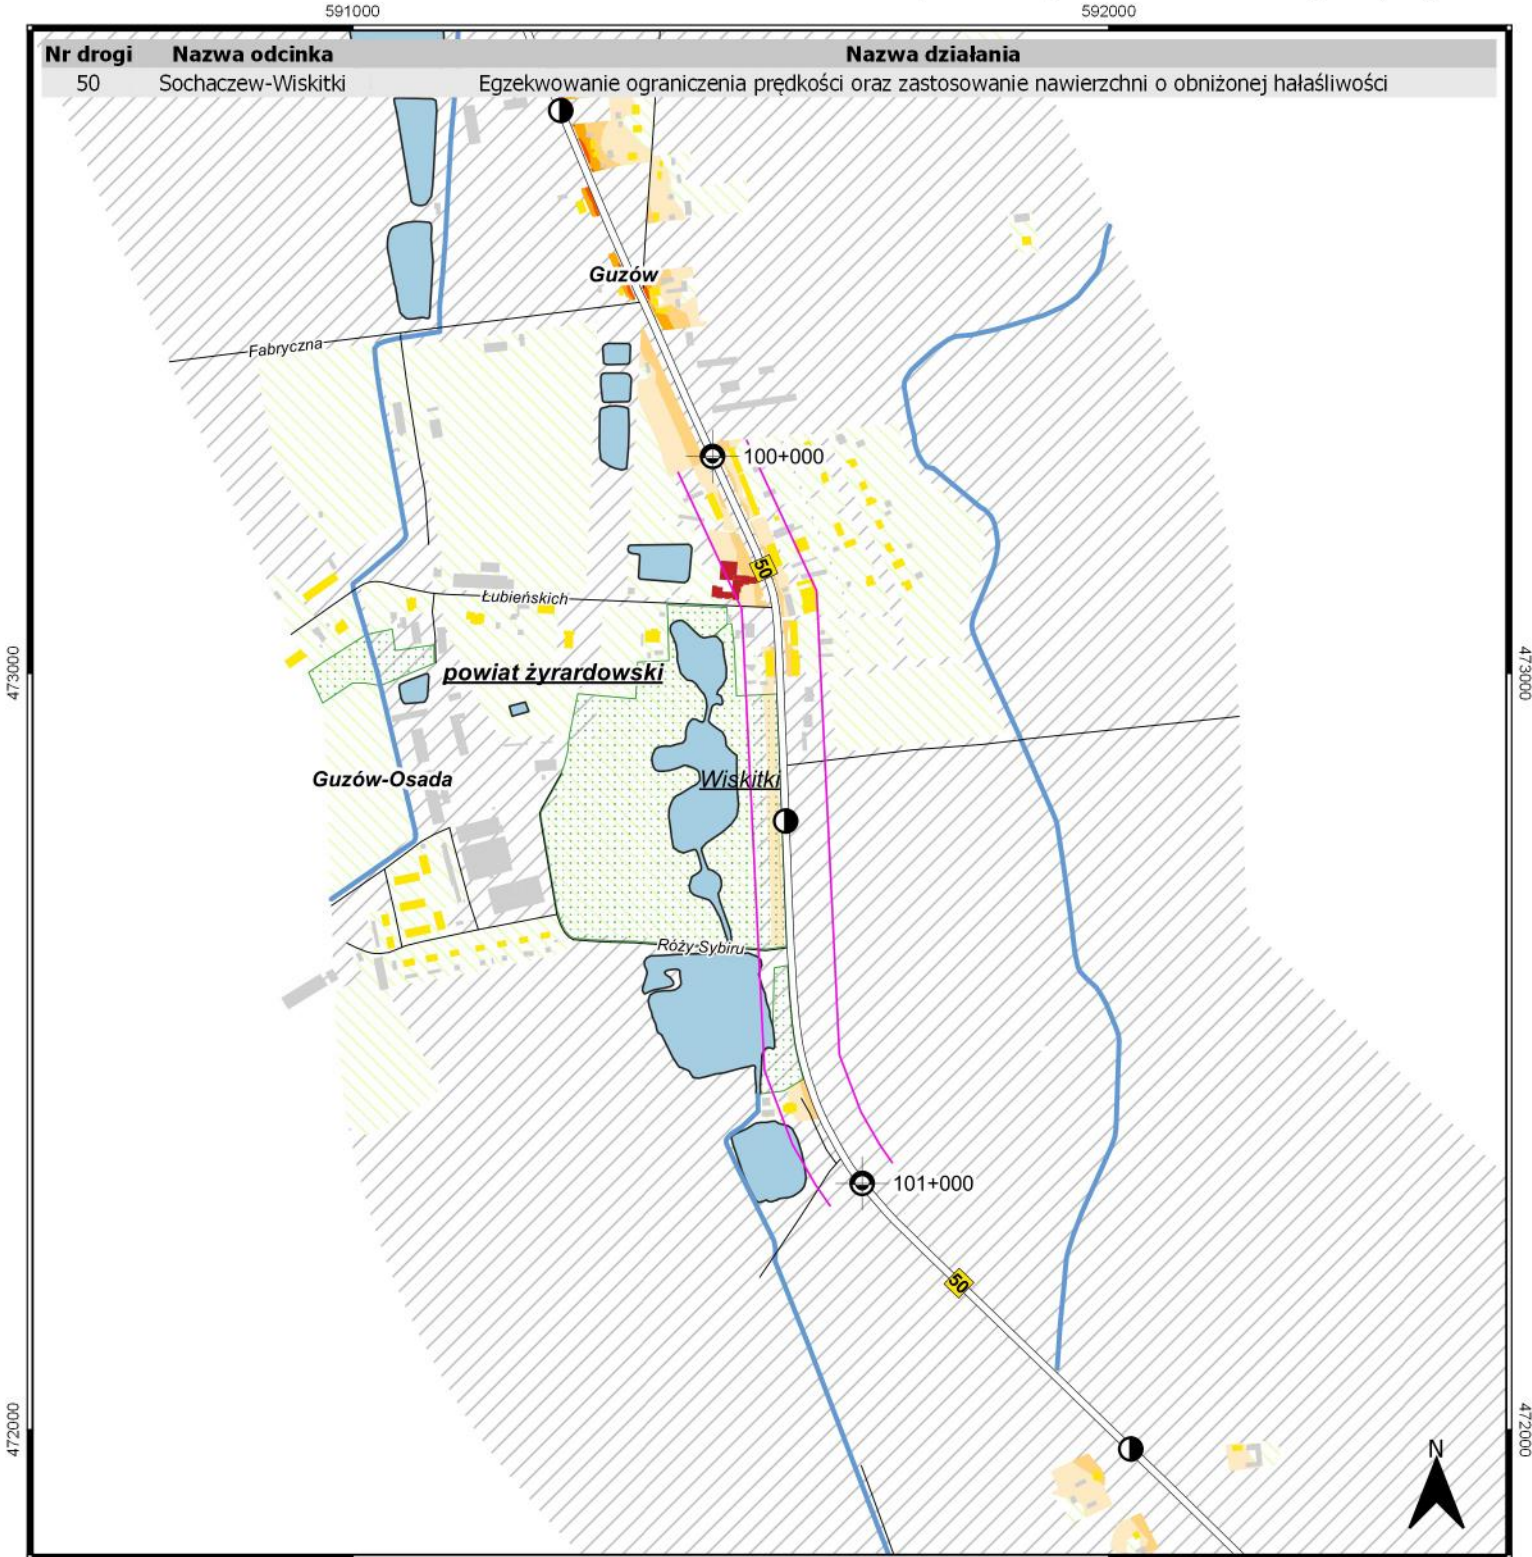 591000 592000
Nr drogi Nazwa odcinka Nazwa działania
50 Sochaczew-Wiskitki Egzekwowanie ograniczenia prędkości oraz zastosowanie nawierzchni o obniżonej hałaśliwości
Guzów
Fabryczna
100+000
50
Łubieńskich
powiat żyrardowski
473000 473000
Guzów-Osada
Wiskitki
Róży Sybiru
101+000
50
472000 472000
N